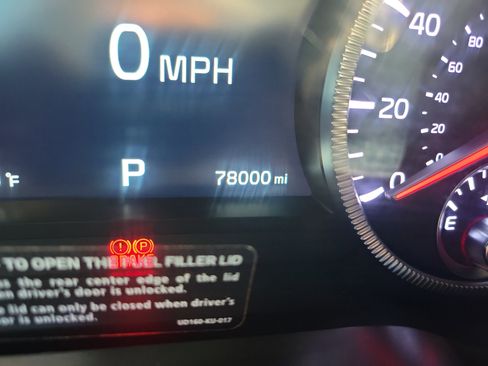 0 MPH
40
80
60
20
40
20
0
0
°F
P
78000 mi
E
P
TO OPEN THE FUEL FILLER LID
the rear center edge of the lid
driver's door is unlocked.
lid can only be closed when driver's
is unlocked.
UD160-KU-017